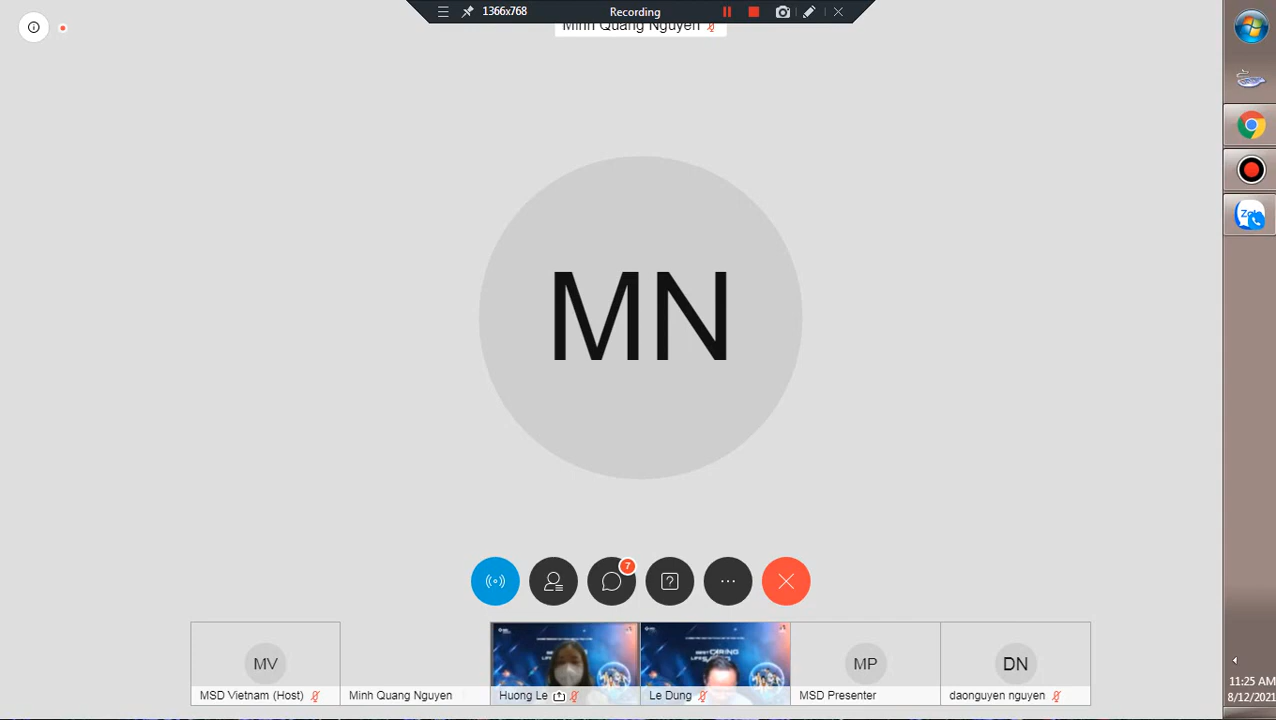 1366x768
Recording
Minh Quang Nguyen
MN
7
?
MV
MSD Vietnam (Host)
Minh Quang Nguyen
Huong Le
Le Dung
MP
MSD Presenter
DN
daonguyen nguyen
Zalo
11:25 AM
8/12/2021